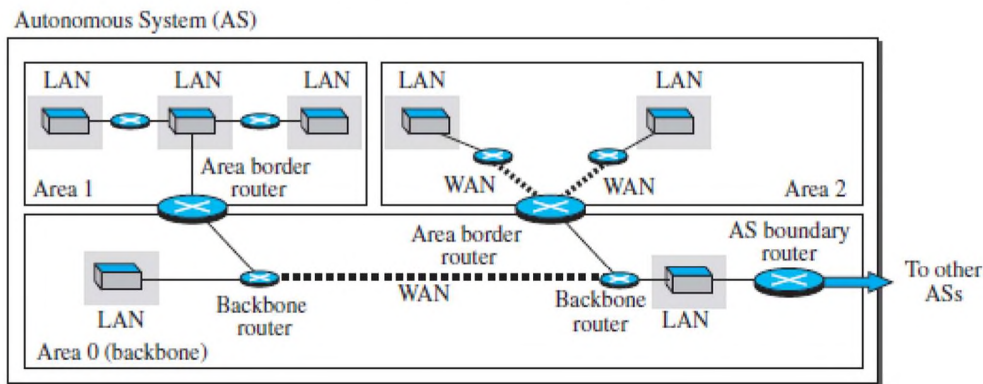 Autonomous System (AS)
LAN
LAN
LAN
Area border
router
Area 1
LAN
LAN
WAN
WAN
Area 2
Area border
router
AS boundary
router
To other
ASs
LAN
Backbone
router
WAN
Backbone
router
LAN
Area 0 (backbone)